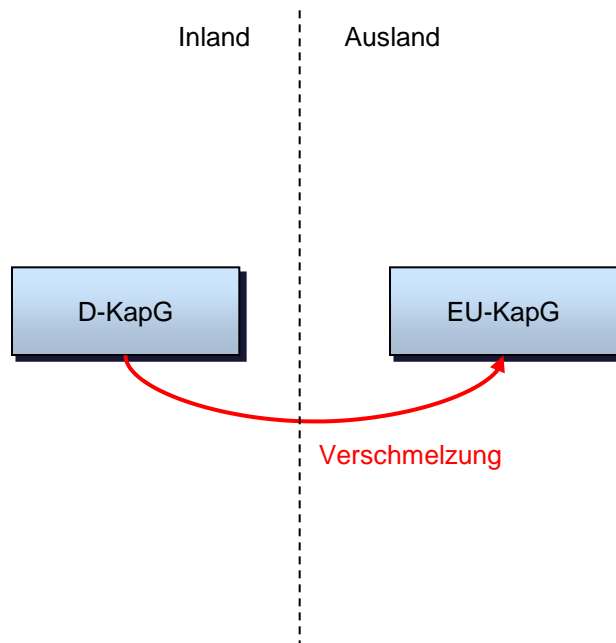 Inland
Ausland
D-KapG
EU-KapG
Verschmelzung